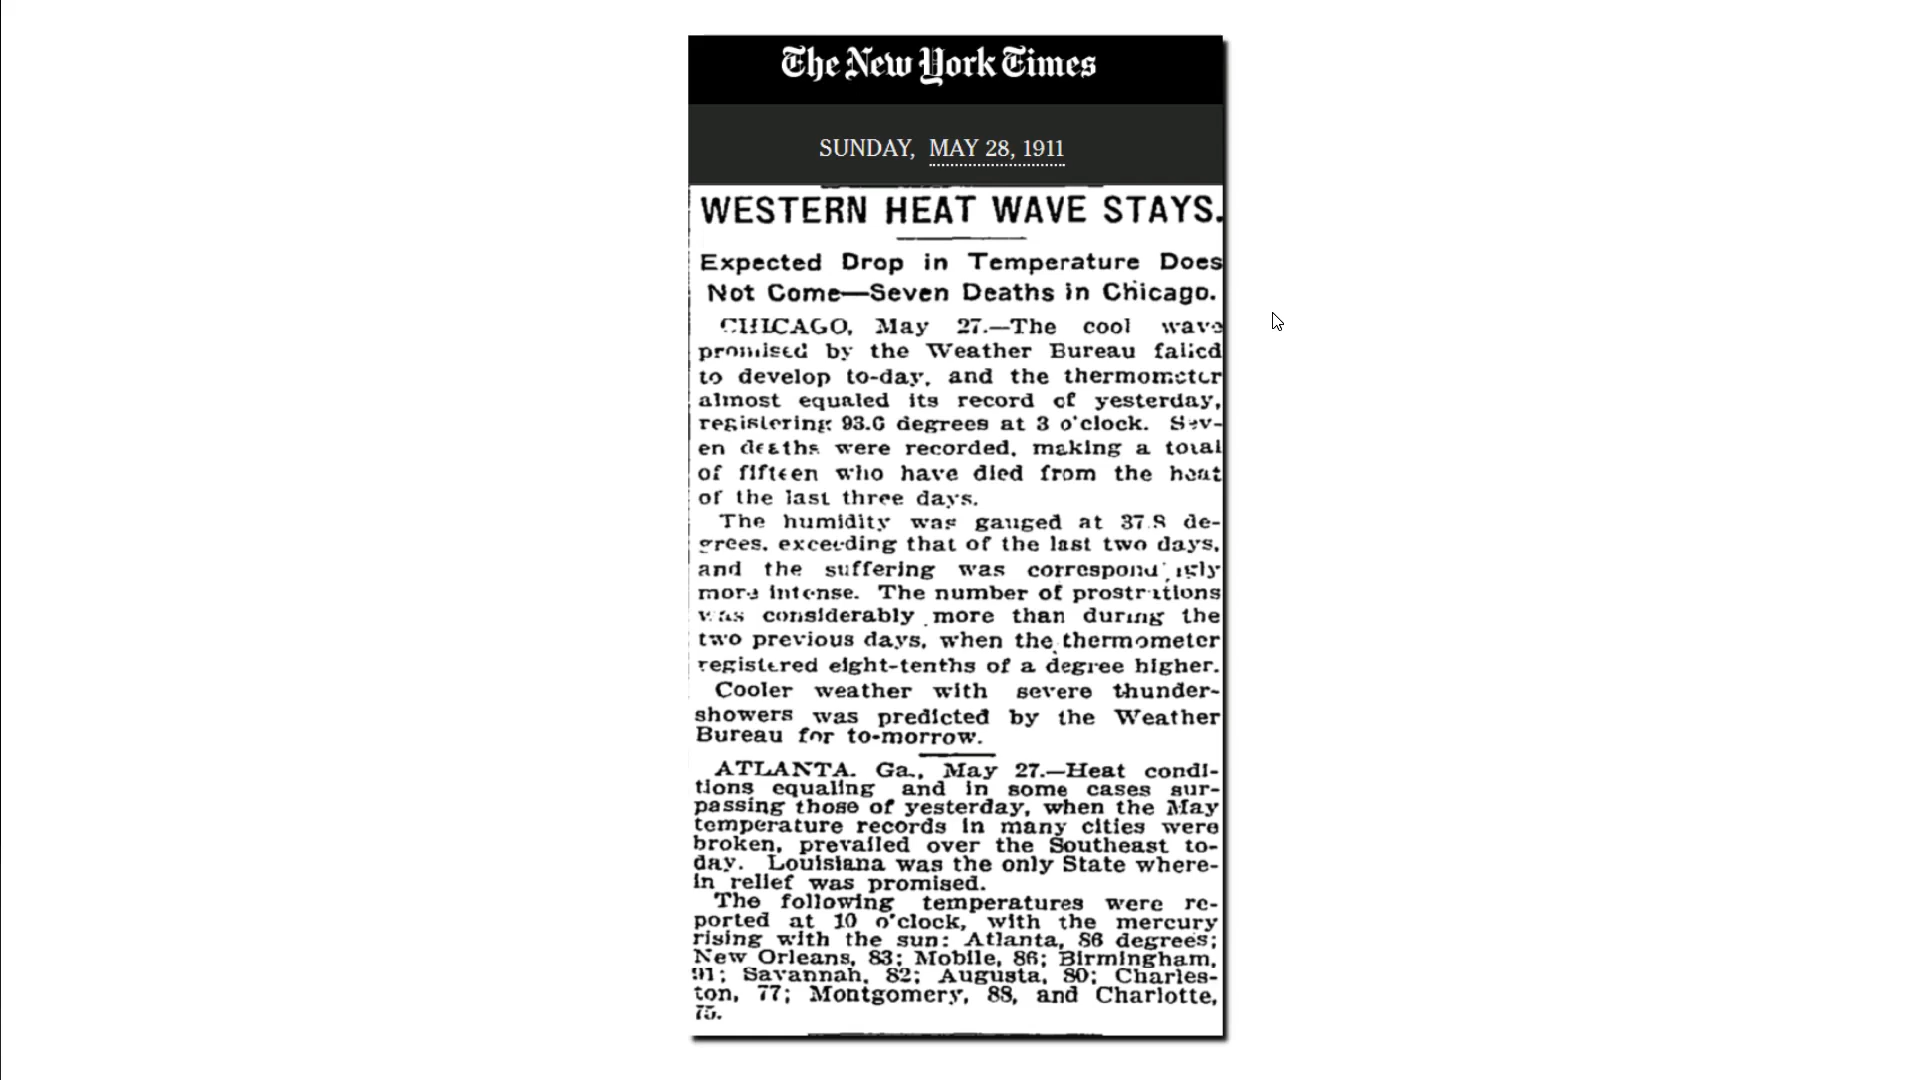 The New York Times
SUNDAY, MAY 28, 1911
WESTERN HEAT WAVE STAYS.
Expected Drop in Temperature Does
Not Come—Seven Deaths in Chicago.
CHICAGO, May 27.—The cool wave
promised by the Weather Bureau failed
to develop to-day, and the thermometer
almost equaled its record of yesterday,
registering 93.6 degrees at 3 o'clock. Sev-
en deaths were recorded, making a total
of fifteen who have died from the heat
of the last three days.
The humidity was gauged at 37.8 de-
grees, exceeding that of the last two days,
and the suffering was correspondingly
more intense. The number of prostrations
was considerably more than during the
two previous days, when the thermometer
registered eight-tenths of a degree higher.
Cooler weather with severe thunder-
showers was predicted by the Weather
Bureau for to-morrow.
ATLANTA. Ga., May 27.—Heat condi-
tions equaling and in some cases sur-
passing those of yesterday, when the May
temperature records in many cities were
broken, prevailed over the Southeast to-
day. Louisiana was the only State where-
in relief was promised.
The following temperatures were re-
ported at 10 o'clock, with the mercury
rising with the sun: Atlanta, 86 degrees;
New Orleans, 83; Mobile, 86; Birmingham,
91; Savannah, 82; Augusta, 80; Charles-
ton, 77; Montgomery, 88, and Charlotte,
75.